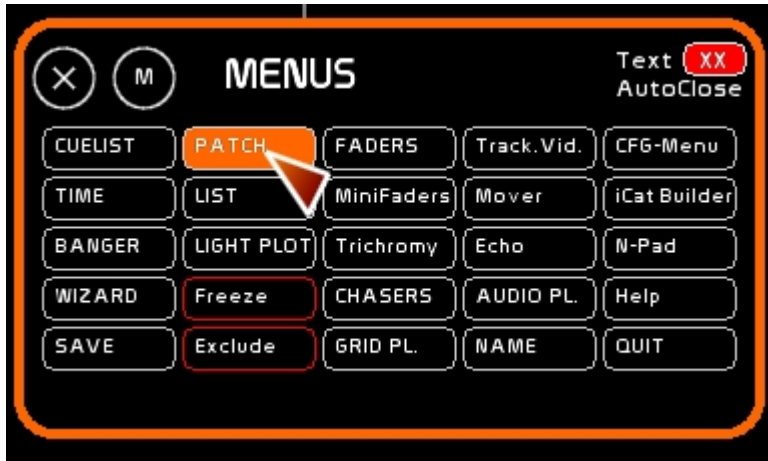 X M MENUS Text XX
AutoClose
CUELIST PATCH FADERS Track.Vid. CFG-Menu
TIME LIST MiniFaders Mover iCat Builder
BANGER LIGHT PLOT Trichromy Echo N-Pad
WIZARD Freeze CHASERS AUDIO PL. Help
SAVE Exclude GRID PL. NAME QUIT